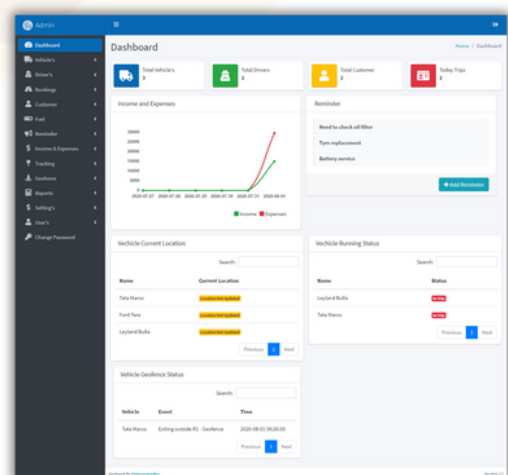 Admin
Dashboard
Vehicle's
Driver's
Bookings
Customer
Fuel
Reminder
Income & Expenses
Tracking
Geofence
Reports
Setting's
User's
Change Password
Dashboard
Home / Dashboard
Total Vehicle's
3
Total Drivers
2
Total Customer
2
Today Trips
2
Income and Expenses
30000
25000
20000
15000
10000
5000
0
2020-07-27 2020-07-28 2020-07-29 2020-07-30 2020-07-31 2020-08-01
Income Expenses
Reminder
Need to check oil filter
Tyre replacement
Battery service
+ Add Reminder
Vechicle Current Location
Search:
Name Current Location
Tata Marco Location Not Updated
Ford Tera Location Not Updated
Leyland Bulla Location Not Updated
Previous 1 Next
Vechicle Running Status
Search:
Name Status
Leyland Bulla In Trip
Tata Marco In Trip
Previous 1 Next
Vehicle Geofence Status
Search:
Vehicle Event Time
Tata Marco Exiting outside R1 - Geofence 2020-08-01 06:26:00
Previous 1 Next